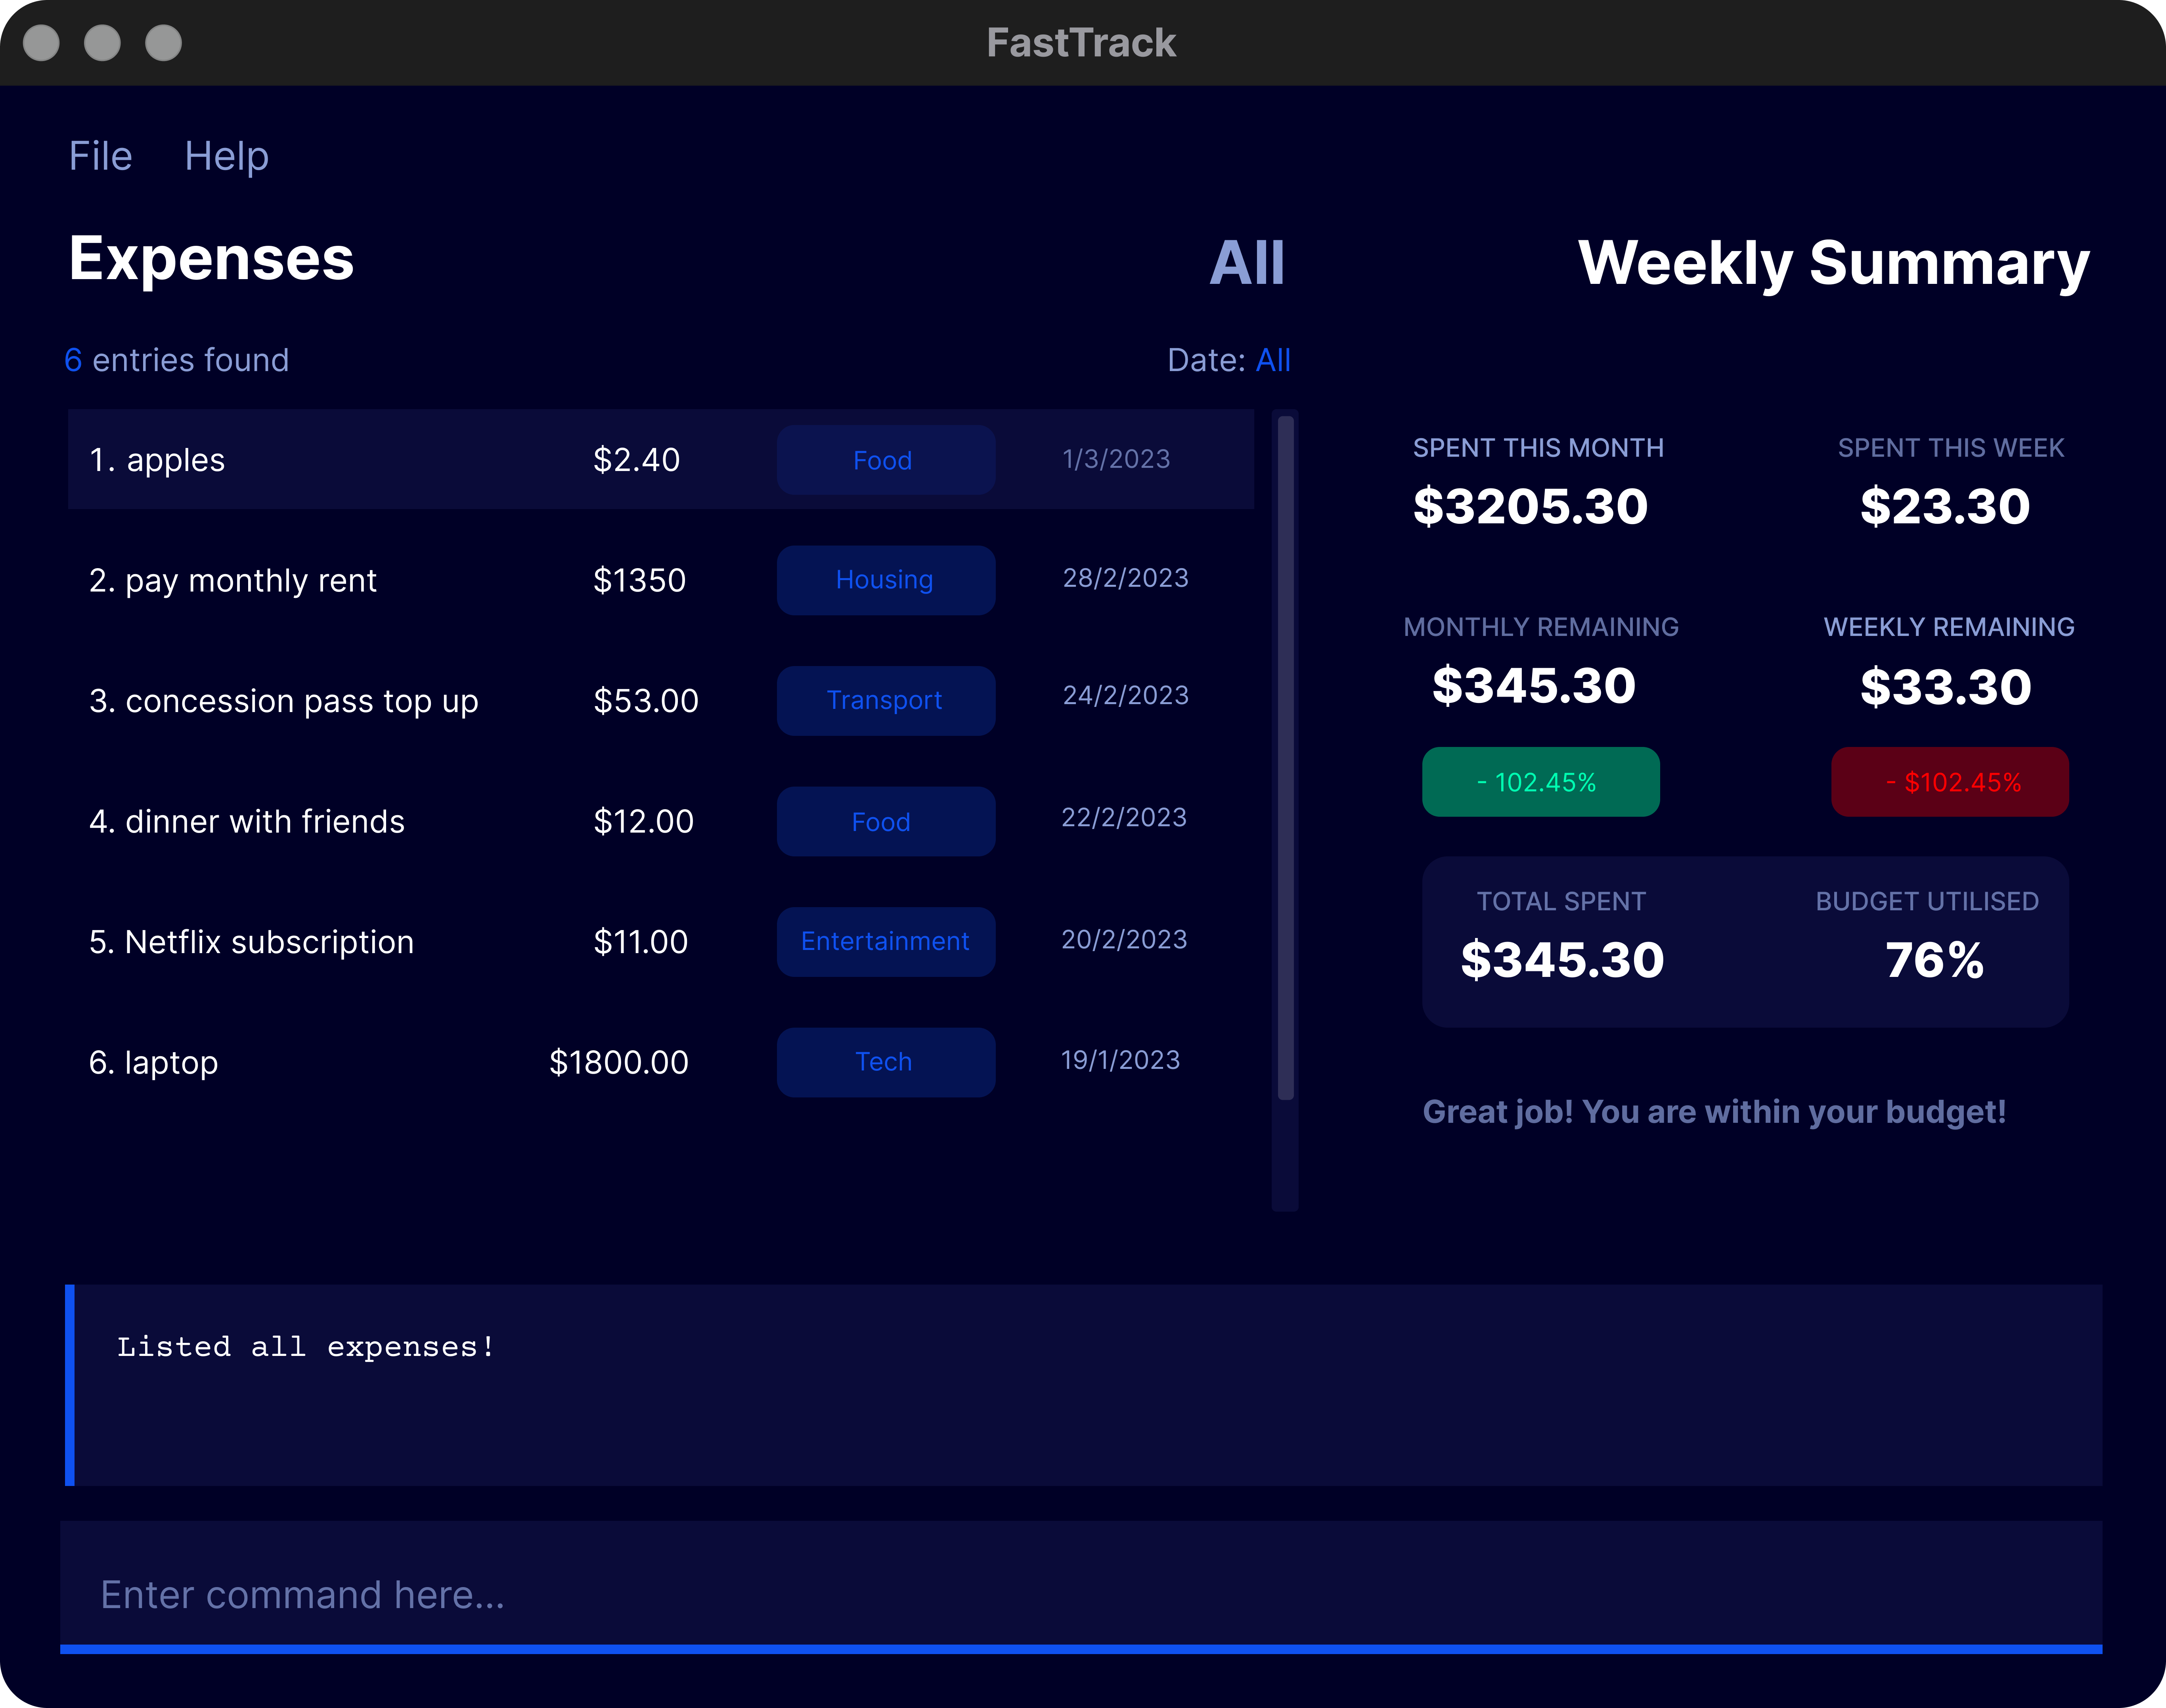 FastTrack
File Help
Expenses All
6 entries found Date: All
1. apples $2.40 Food 1/3/2023
2. pay monthly rent $1350 Housing 28/2/2023
3. concession pass top up $53.00 Transport 24/2/2023
4. dinner with friends $12.00 Food 22/2/2023
5. Netflix subscription $11.00 Entertainment 20/2/2023
6. laptop $1800.00 Tech 19/1/2023
Weekly Summary
SPENT THIS MONTH SPENT THIS WEEK
$3205.30 $23.30
MONTHLY REMAINING WEEKLY REMAINING
$345.30 $33.30
- 102.45% - $102.45%
TOTAL SPENT BUDGET UTILISED
$345.30 76%
Great job! You are within your budget!
Listed all expenses!
Enter command here...